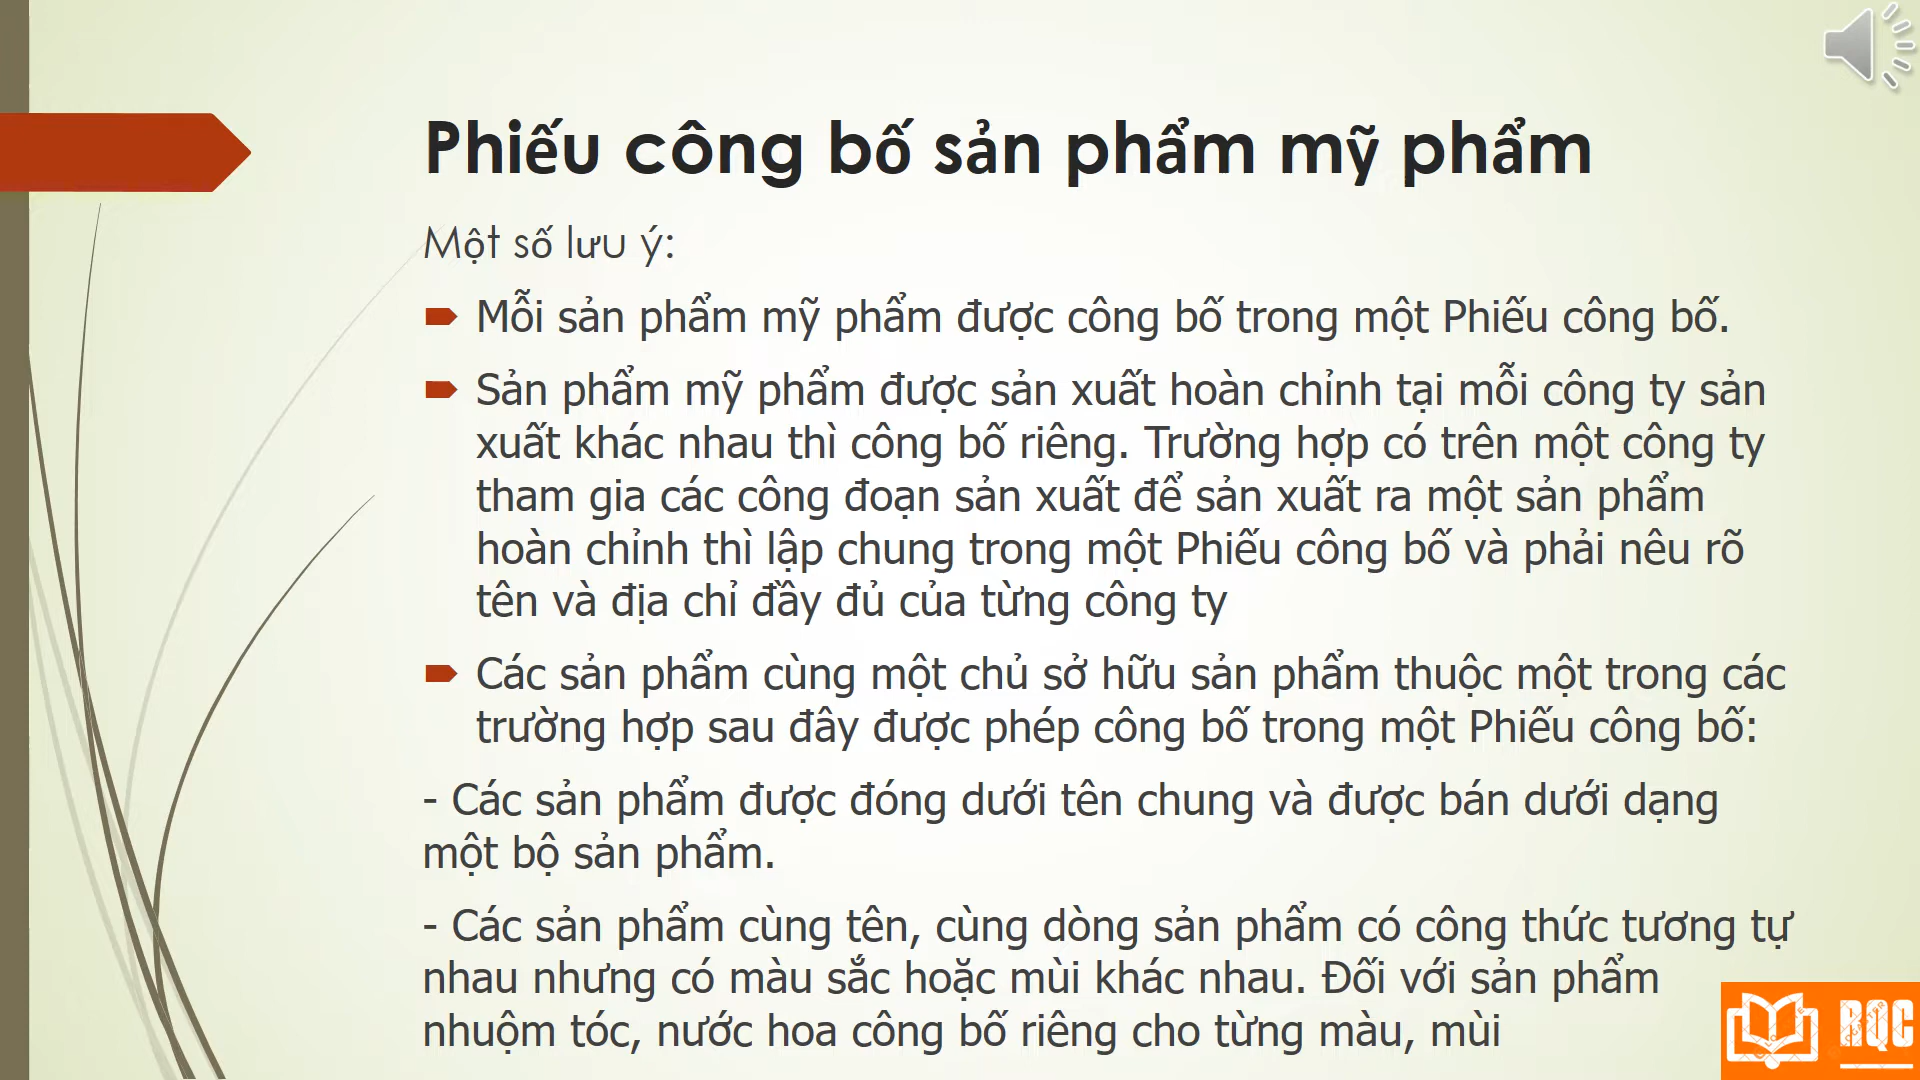 Phiếu công bố sản phẩm mỹ phẩm
Một số lưu ý:
Mỗi sản phẩm mỹ phẩm được công bố trong một Phiếu công bố.
Sản phẩm mỹ phẩm được sản xuất hoàn chỉnh tại mỗi công ty sản
xuất khác nhau thì công bố riêng. Trường hợp có trên một công ty
tham gia các công đoạn sản xuất để sản xuất ra một sản phẩm
hoàn chỉnh thì lập chung trong một Phiếu công bố và phải nêu rõ
tên và địa chỉ đầy đủ của từng công ty
Các sản phẩm cùng một chủ sở hữu sản phẩm thuộc một trong các
trường hợp sau đây được phép công bố trong một Phiếu công bố:
- Các sản phẩm được đóng dưới tên chung và được bán dưới dạng
một bộ sản phẩm.
- Các sản phẩm cùng tên, cùng dòng sản phẩm có công thức tương tự
nhau nhưng có màu sắc hoặc mùi khác nhau. Đối với sản phẩm
nhuộm tóc, nước hoa công bố riêng cho từng màu, mùi
RQC